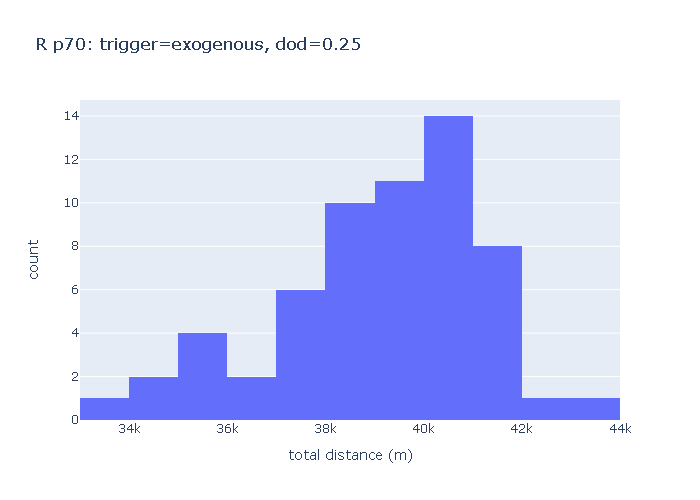 R p70: trigger=exogenous, dod=0.25
14
12
10
8
6
4
2
0
count
34k
36k
38k
40k
42k
44k
total distance (m)